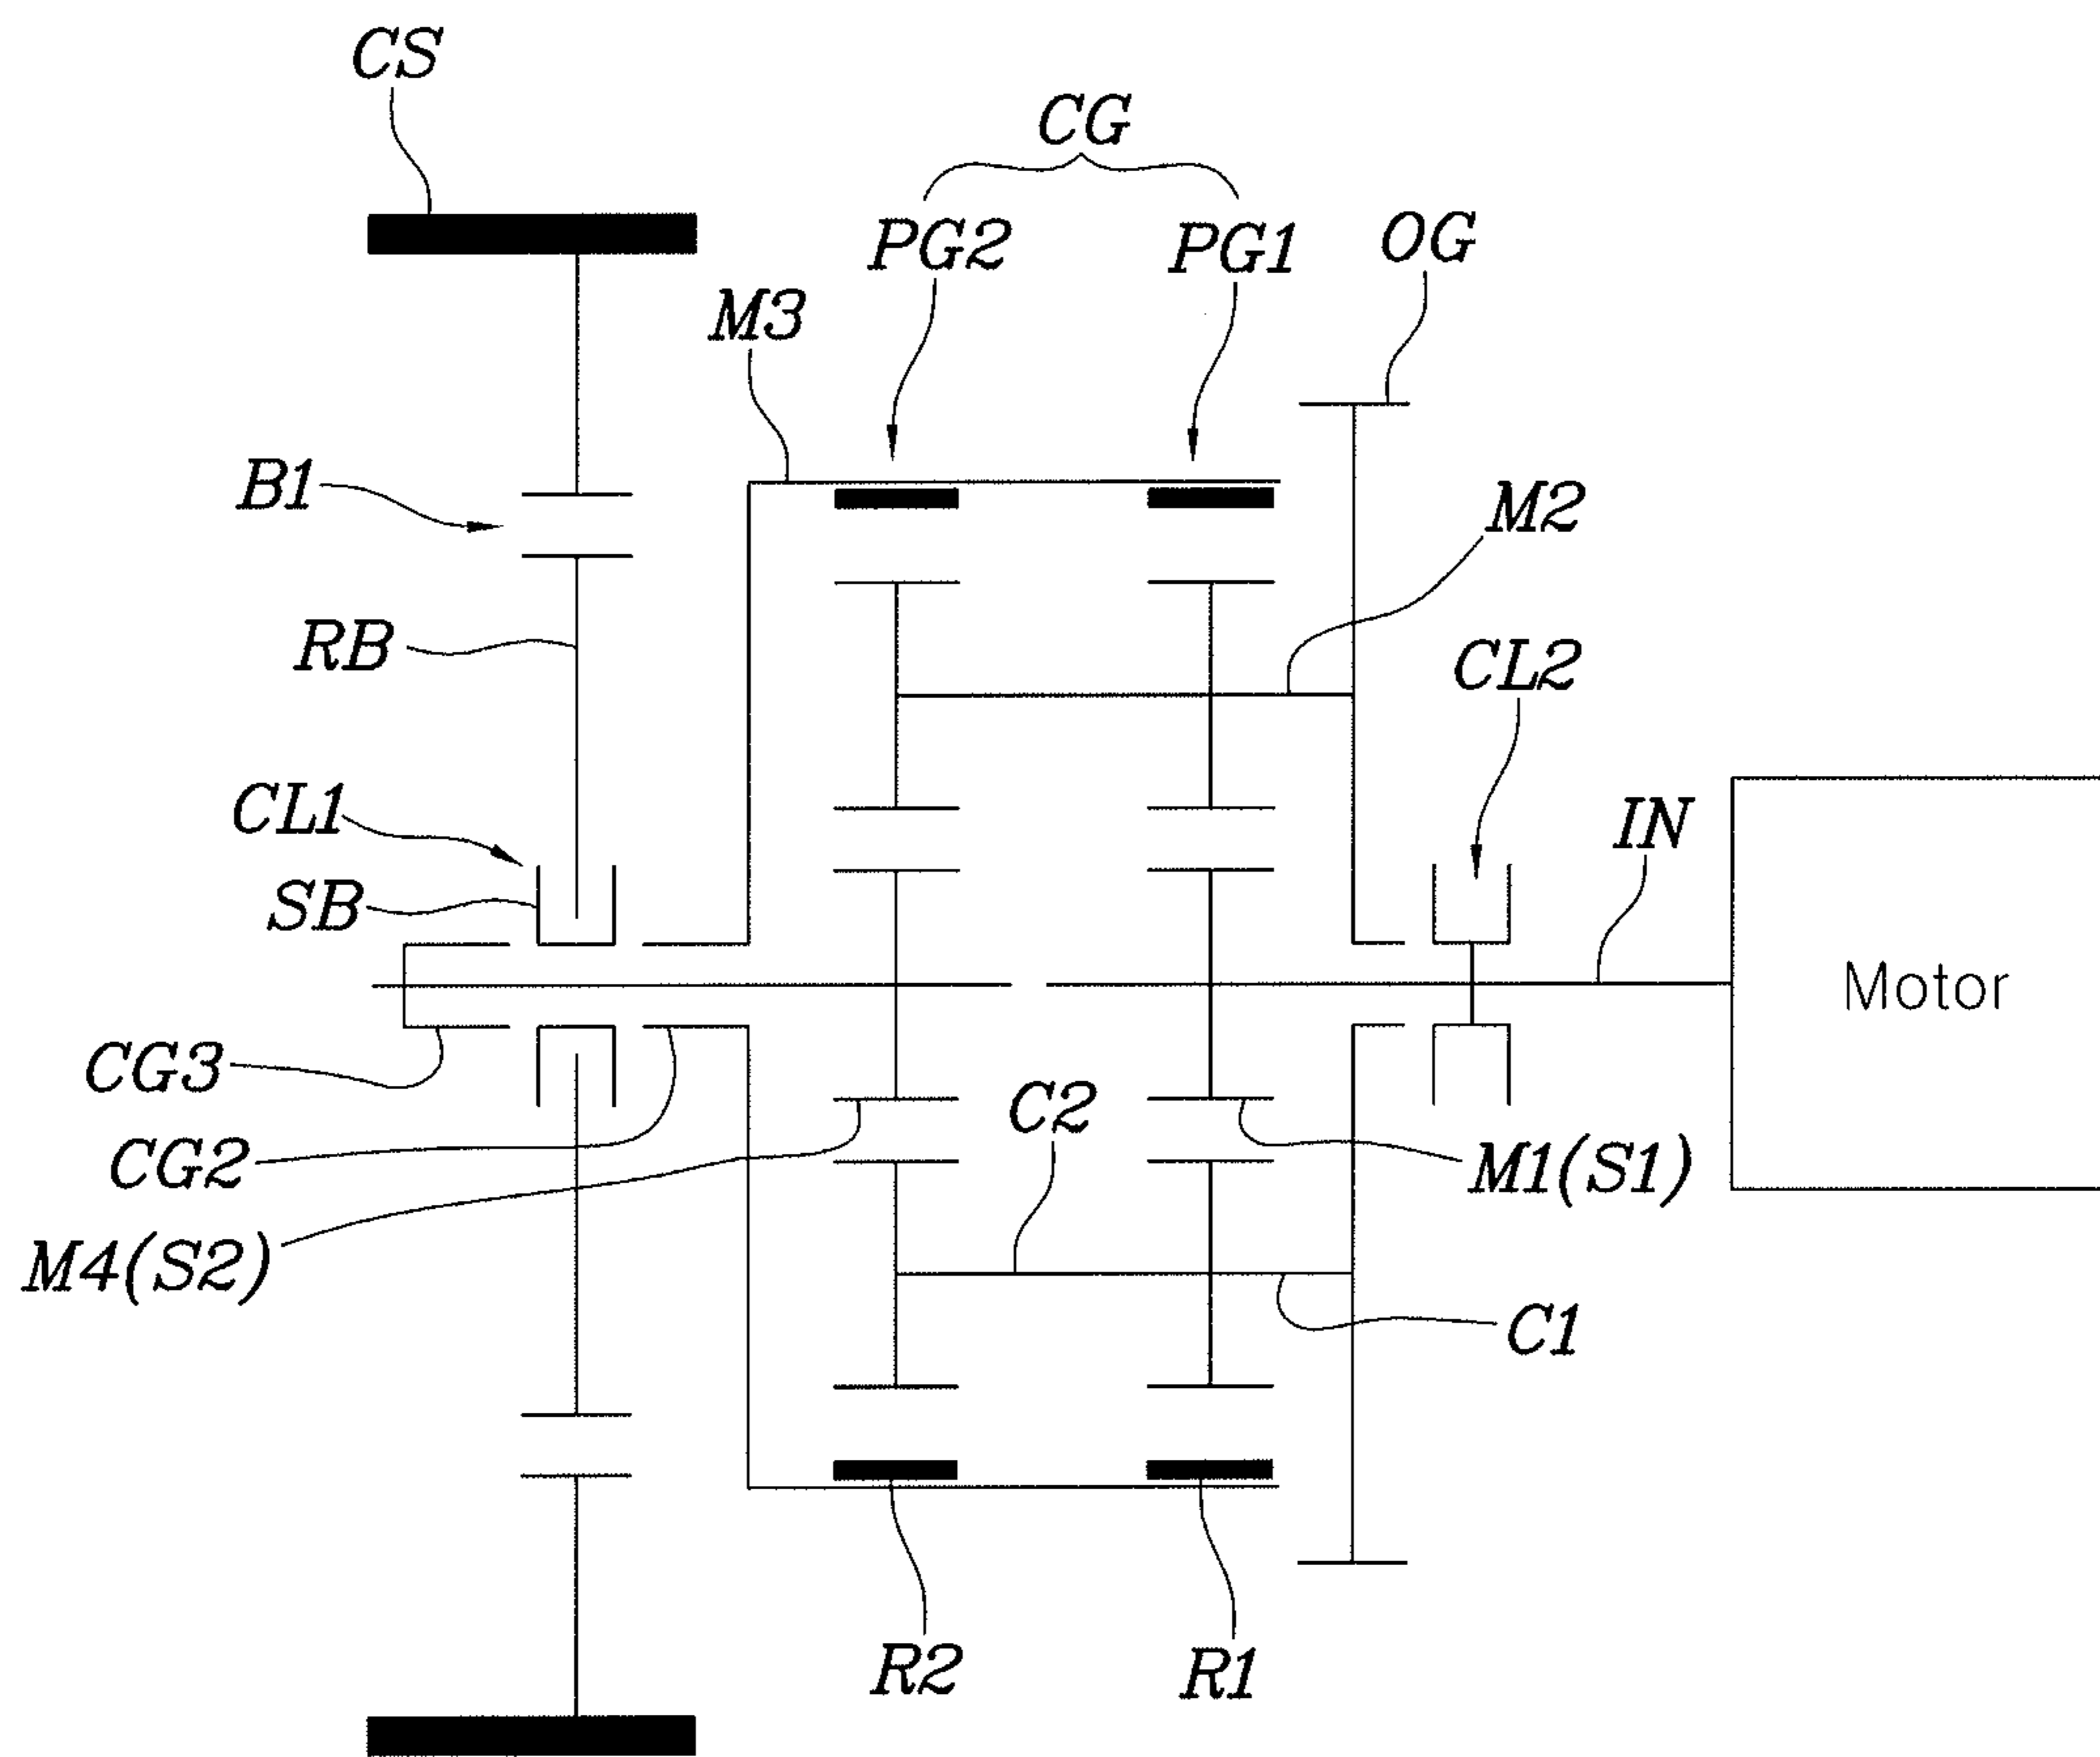 CS
CG
PG2
PG1
OG
M3
B1
M2
RB
CL2
CL1
IN
SB
Motor
CG3
C2
CG2
M1(S1)
M4(S2)
C1
R2
R1